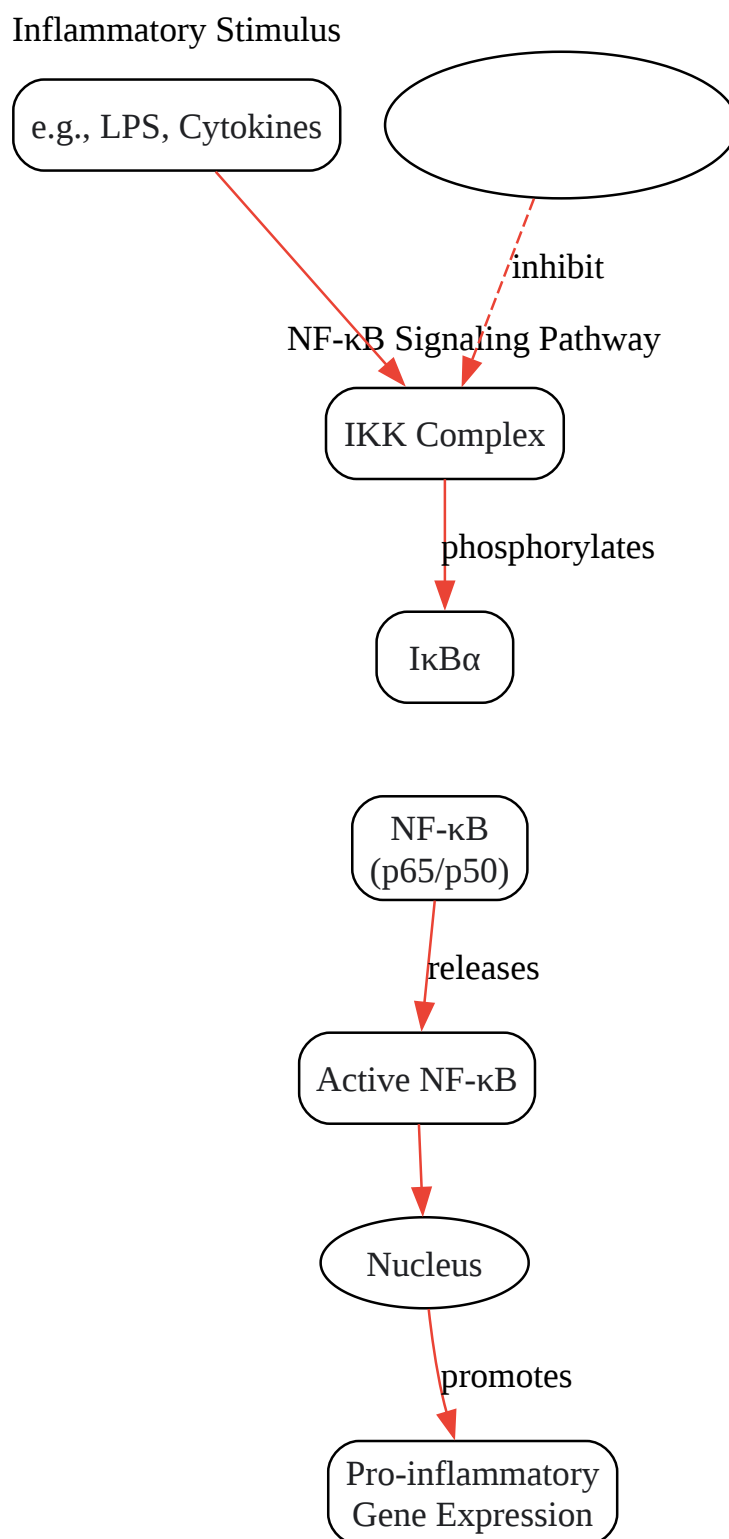 Inflammatory Stimulus
e.g., LPS, Cytokines
inhibit
NF-κB Signaling Pathway
IKK Complex
phosphorylates
IκBα
NF-κB
(p65/p50)
releases
Active NF-κB
Nucleus
promotes
Pro-inflammatory
Gene Expression